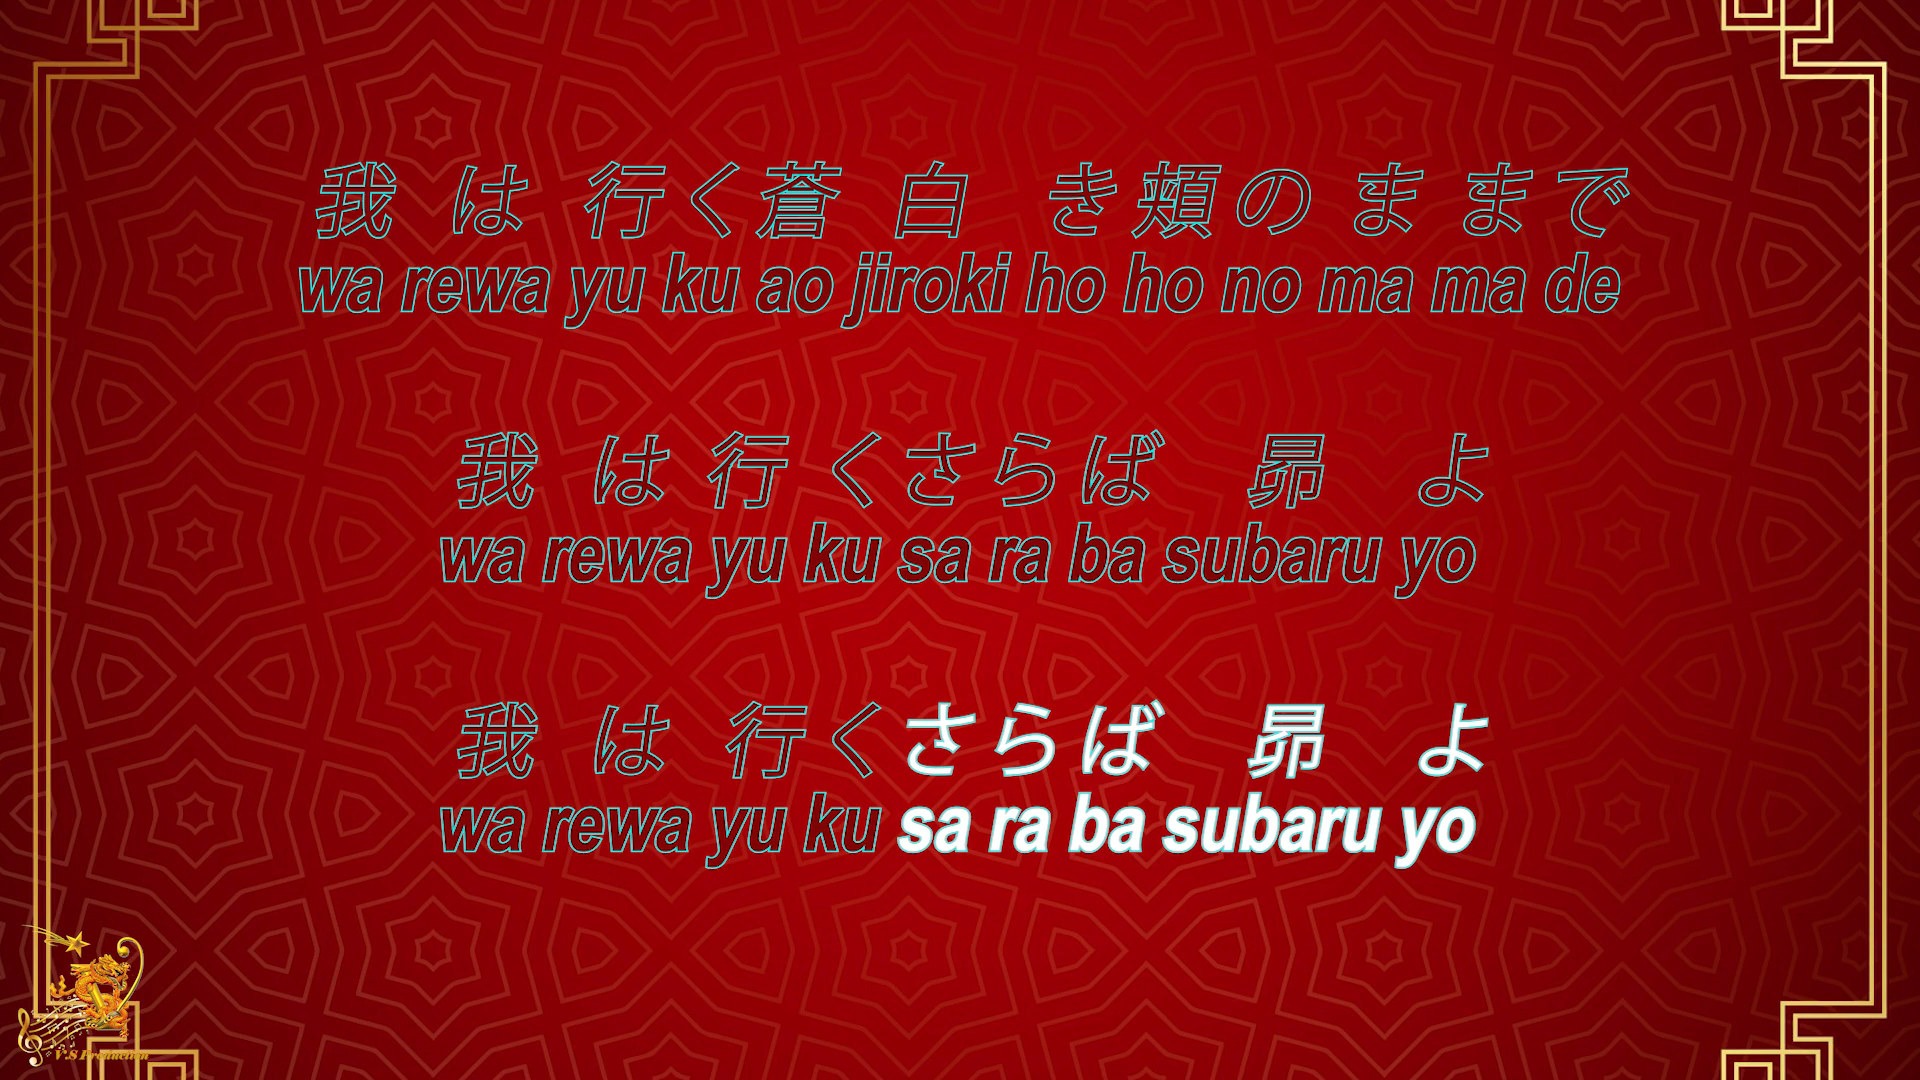 我 は 行く蒼 白 き頬のま まで
wa rewa yu ku ao jiroki ho ho no ma ma de
我 は 行 くさらば 昴 よ
wa rewa yu ku sa ra ba subaru yo
我 は 行くさらば 昴 よ
wa rewa yu ku sa ra ba subaru yo
V.S Production